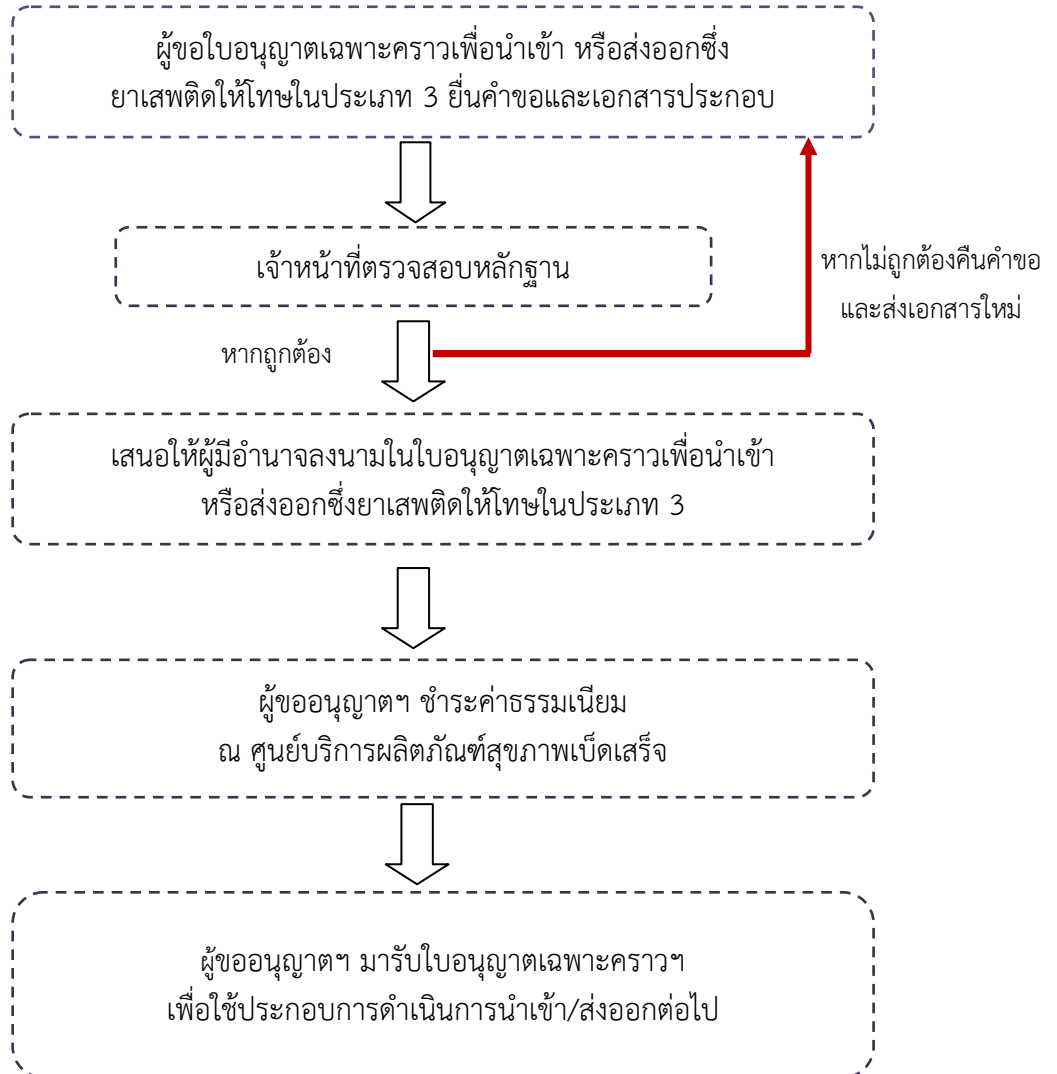 ผู้ขอใบอนุญาตเฉพาะคราวเพื่อนำเข้า หรือส่งออกซึ่ง
ยาเสพติดให้โทษในประเภท 3 ยื่นคำขอและเอกสารประกอบ
เจ้าหน้าที่ตรวจสอบหลักฐาน
หากไม่ถูกต้องคืนคำขอ
และส่งเอกสารใหม่
หากถูกต้อง
เสนอให้ผู้มีอำนาจลงนามในใบอนุญาตเฉพาะคราวเพื่อนำเข้า
หรือส่งออกซึ่งยาเสพติดให้โทษในประเภท 3
ผู้ขออนุญาตฯ ชำระค่าธรรมเนียม
ณ ศูนย์บริการผลิตภัณฑ์สุขภาพเบ็ดเสร็จ
ผู้ขออนุญาตฯ มารับใบอนุญาตเฉพาะคราวฯ
เพื่อใช้ประกอบการดำเนินการนำเข้า/ส่งออกต่อไป